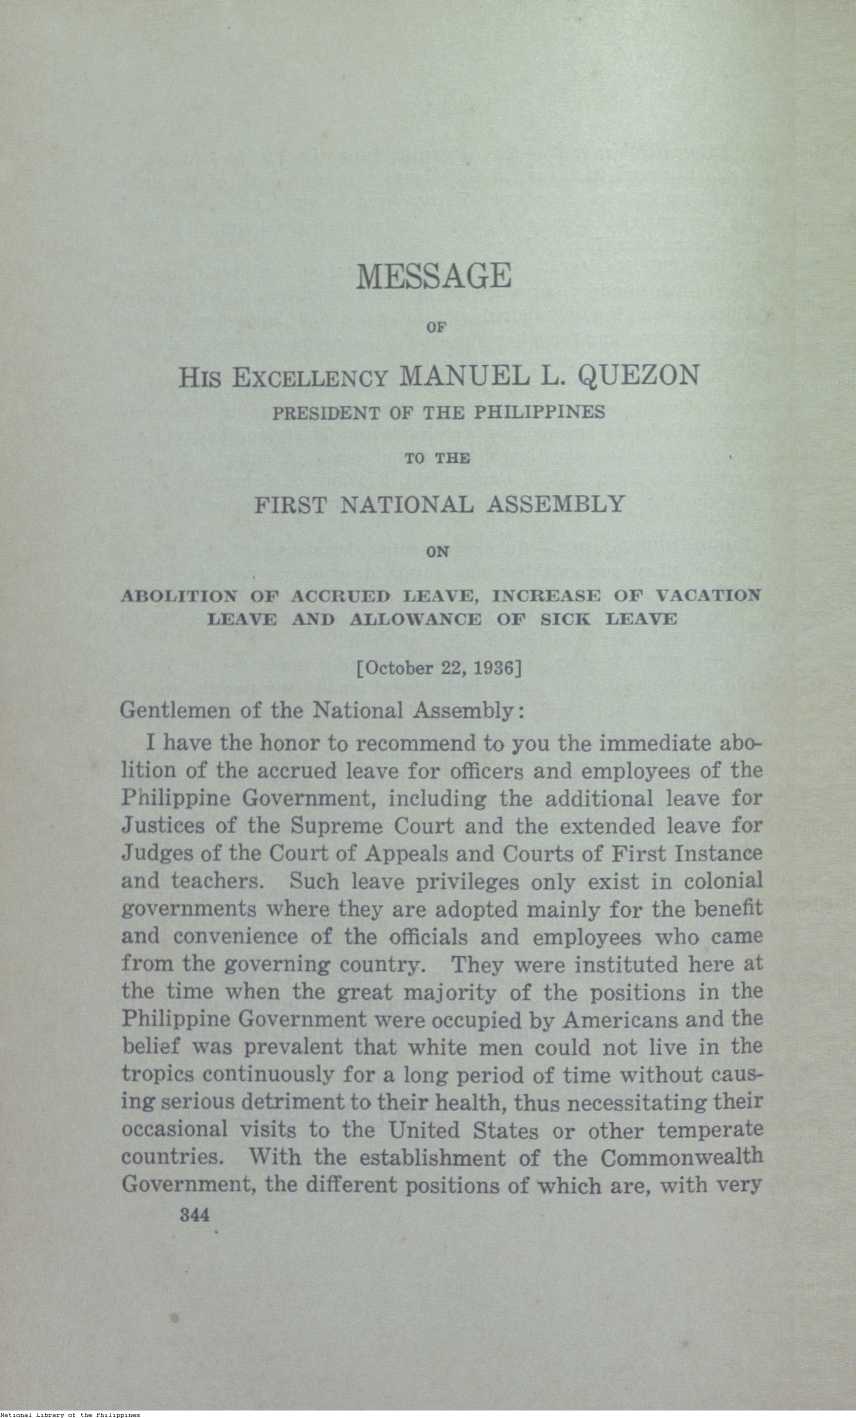 MESSAGE
OF
HIS EXCELLENCY MANUEL L. QUEZON
PRESIDENT OF THE PHILIPPINES
TO THE
FIRST NATIONAL ASSEMBLY
ON
ABOLITION OF ACCRUED LEAVE, INCREASE OF VACATION
LEAVE AND ALLOWANCE OF SICK LEAVE
[October 22, 1936]
Gentlemen of the National Assembly:
I have the honor to recommend to you the immediate abo-
lition of the accrued leave for officers and employees of the
Philippine Government, including the additional leave for
Justices of the Supreme Court and the extended leave for
Judges of the Court of Appeals and Courts of First Instance
and teachers. Such leave privileges only exist in colonial
governments where they are adopted mainly for the benefit
and convenience of the officials and employees who came
from the governing country. They were instituted here at
the time when the great majority of the positions in the
Philippine Government were occupied by Americans and the
belief was prevalent that white men could not live in the
tropics continuously for a long period of time without caus-
ing serious detriment to their health, thus necessitating their
occasional visits to the United States or other temperate
countries. With the establishment of the Commonwealth
Government, the different positions of which are, with very
344
National Library of the Philippines